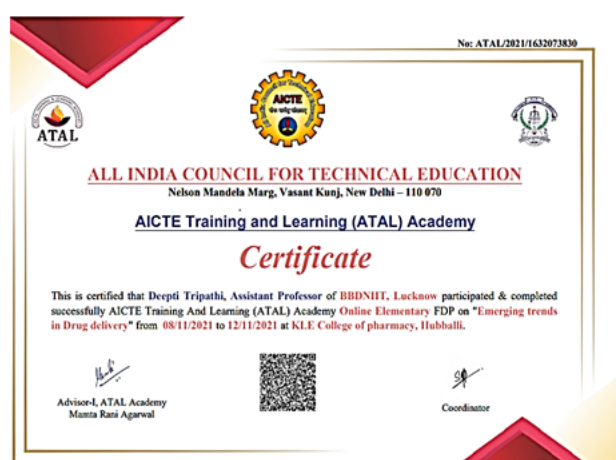 No: ATAL/2021/1632073830
AICTE
ATAL
ALL INDIA COUNCIL FOR TECHNICAL EDUCATION
Nelson Mandela Marg, Vasant Kunj, New Delhi – 110 070
AICTE Training and Learning (ATAL) Academy
Certificate
This is certified that Deepti Tripathi, Assistant Professor of BBDNIIT, Lucknow participated & completed
successfully AICTE Training And Learning (ATAL) Academy Online Elementary FDP on "Emerging trends
in Drug delivery" from 08/11/2021 to 12/11/2021 at KLE College of pharmacy, Hubballi.
Advisor-I, ATAL Academy
Mamta Rani Agarwal
Coordinator